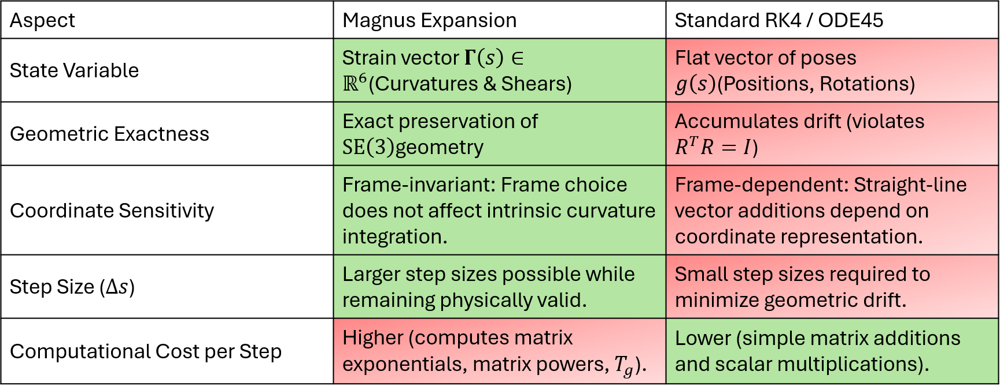 Aspect
Magnus Expansion
Standard RK4 / ODE45
State Variable
Strain vector 𝚪(𝑠) ∈
ℝ⁶(Curvatures & Shears)
Flat vector of poses
𝑔(𝑠)(Positions, Rotations)
Geometric Exactness
Exact preservation of
SE(3)geometry
Accumulates drift (violates
𝑅ᵀ𝑅 = 𝐼)
Coordinate Sensitivity
Frame-invariant: Frame choice
does not affect intrinsic curvature
integration.
Frame-dependent: Straight-line
vector additions depend on
coordinate representation.
Step Size (Δ𝑠)
Larger step sizes possible while
remaining physically valid.
Small step sizes required to
minimize geometric drift.
Computational Cost per Step
Higher (computes matrix
exponentials, matrix powers, 𝑇_𝑔).
Lower (simple matrix additions
and scalar multiplications).